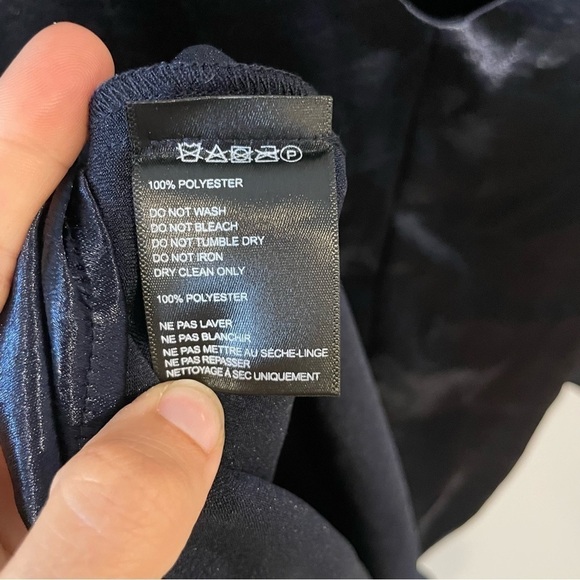 P
100% POLYESTER
DO NOT WASH
DO NOT BLEACH
DO NOT TUMBLE DRY
DO NOT IRON
DRY CLEAN ONLY
100% POLYESTER
NE PAS LAVER
NE PAS BLANCHIR
NE PAS METTRE AU SÉCHE-LINGE
NE PAS REPASSER
NETTOYAGE À SEC UNIQUEMENT